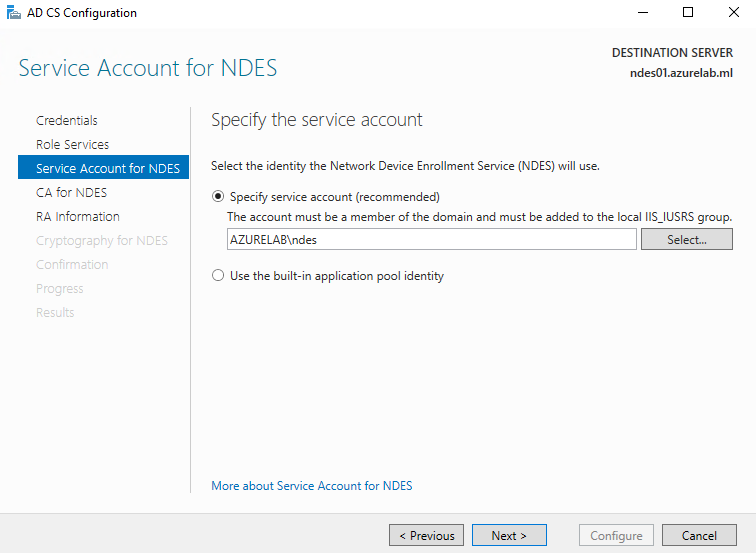 AD CS Configuration
DESTINATION SERVER
ndes01.azurelab.ml
Service Account for NDES
Credentials
Role Services
Service Account for NDES
CA for NDES
RA Information
Cryptography for NDES
Confirmation
Progress
Results
Specify the service account
Select the identity the Network Device Enrollment Service (NDES) will use.
Specify service account (recommended)
The account must be a member of the domain and must be added to the local IIS_IUSRS group.
AZURELAB\ndes
Select...
Use the built-in application pool identity
More about Service Account for NDES
< Previous
Next >
Configure
Cancel